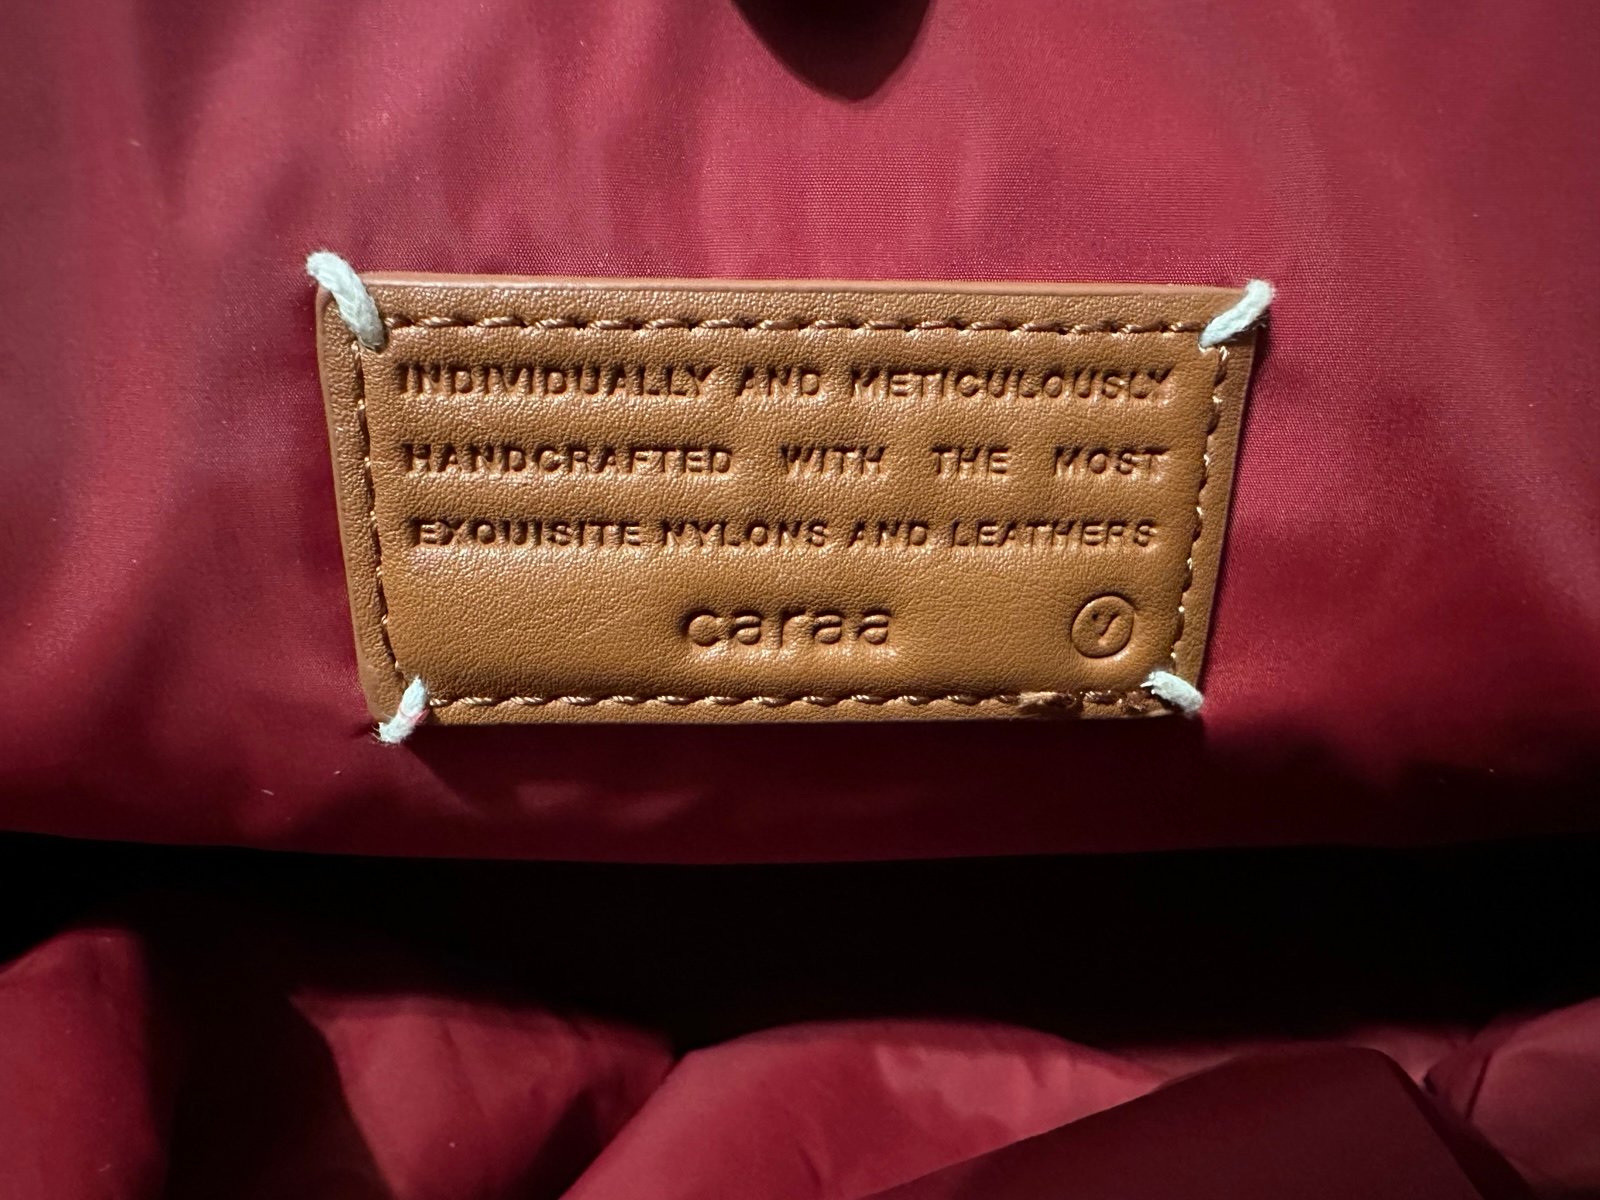 INDIVIDUALLY AND METICULOUSLY
HANDCRAFTED WITH THE MOST
EXQUISITE NYLONS AND LEATHERS
caraa